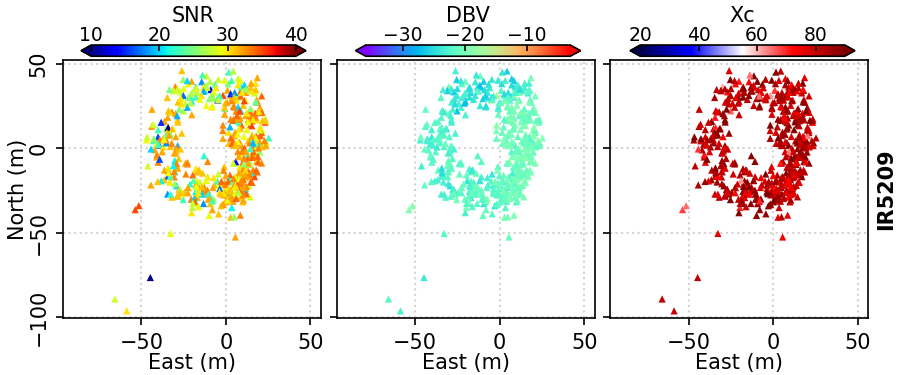 SNR DBV Xc
10 20 30 40 −30 −20 −10 20 40 60 80
50
0
−50
−100
North (m)
−50 0 50 −50 0 50 −50 0 50
East (m) East (m) East (m)
IR5209